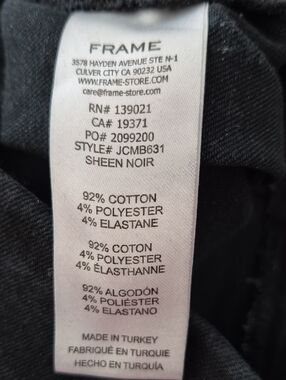 FRAME
3578 HAYDEN AVENUE STE N-1
CULVER CITY CA 90232 USA
WWW.FRAME-STORE.COM
care@frame-store.com
RN# 139021
CA# 19371
PO# 2099200
STYLE# JCMB631
SHEEN NOIR
92% COTTON
4% POLYESTER
4% ELASTANE
92% COTON
4% POLYESTER
4% ÉLASTHANNE
92% ALGODÓN
4% POLIÉSTER
4% ELASTANO
MADE IN TURKEY
FABRIQUÉ EN TURQUIE
HECHO EN TURQUÍA